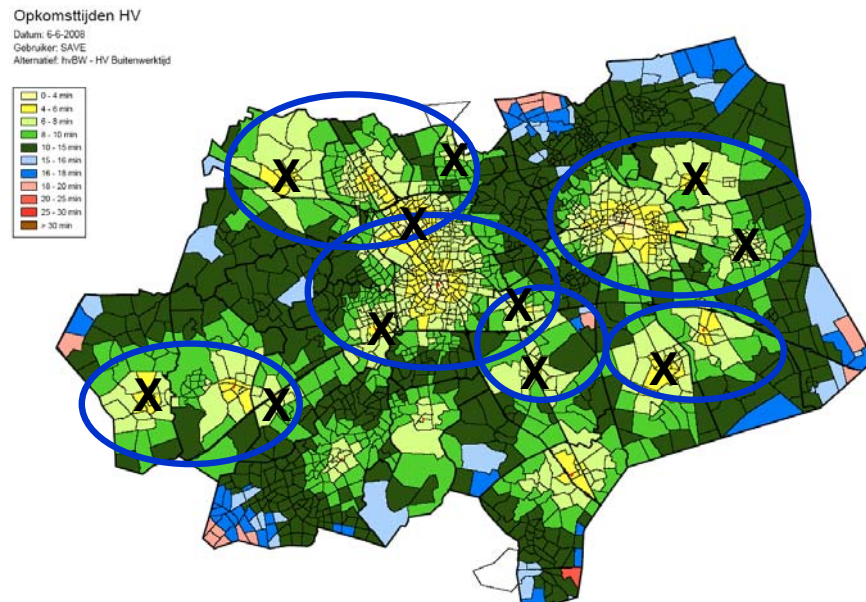 Opkomsttijden HV
Datum: 6-6-2008
Gebruiker: SAVE
Alternatief: hvBW - HV Buitenwerktijd
0 - 4 min
4 - 6 min
6 - 8 min
8 - 10 min
10 - 15 min
15 - 16 min
16 - 18 min
18 - 20 min
20 - 25 min
25 - 30 min
> 30 min
X
X
X
X
X
X
X
X
X
X
X